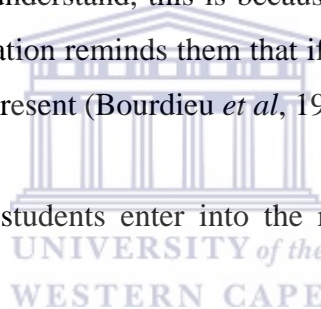 understand, this is becaus
ation reminds them that if
resent (Bourdieu et al, 19
students enter into the r
UNIVERSITY of the
WESTERN CAPE